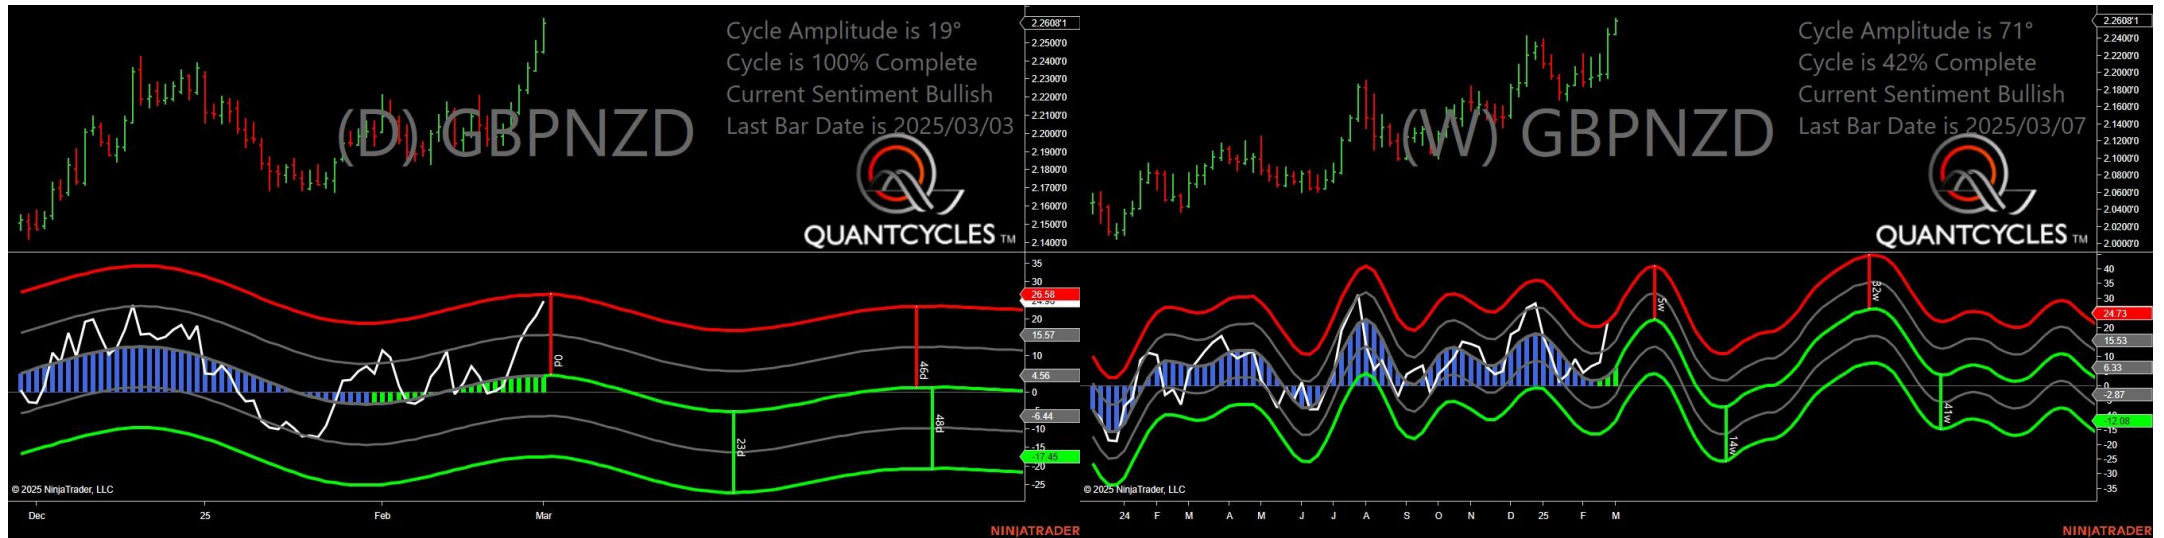 Cycle Amplitude is 19°
Cycle is 100% Complete
Current Sentiment Bullish
Last Bar Date is 2025/03/03
(D) GBPNZD
QUANTCYCLES TM
2.2608'1
2.2500'0
2.2400'0
2.2300'0
2.2200'0
2.2100'0
2.2000'0
2.1900'0
2.1800'0
2.1700'0
2.1600'0
2.1500'0
2.1400'0
35
30
26.58
20
15.57
10
4.56
0
-6.44
-10
-15
-17.45
-20
-25
0d
23d
46d
48d
© 2025 NinjaTrader, LLC
Dec
25
Feb
Mar
NINJATRADER
Cycle Amplitude is 71°
Cycle is 42% Complete
Current Sentiment Bullish
Last Bar Date is 2025/03/07
(W) GBPNZD
QUANTCYCLES TM
2.2608'1
2.2400'0
2.2200'0
2.2000'0
2.1800'0
2.1600'0
2.1400'0
2.1200'0
2.1000'0
2.0800'0
2.0600'0
2.0400'0
2.0200'0
2.0000'0
40
35
30
24.73
20
15.53
10
6.33
0
-2.87
-12.08
-15
-20
-25
-30
-35
5w
14w
32w
41w
© 2025 NinjaTrader, LLC
24
F
M
A
M
J
J
A
S
O
N
D
25
F
M
NINJATRADER